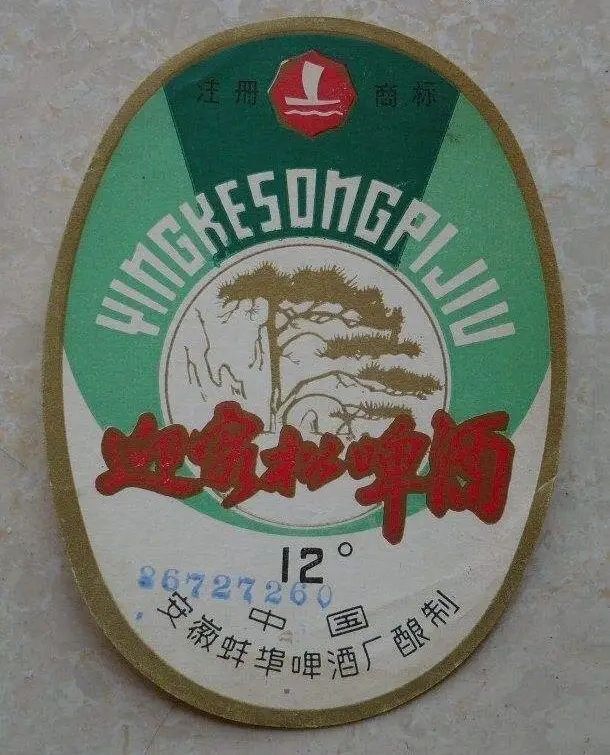 注册 商标
YINGKESONGPIJIU
迎客松啤酒
12°
86727260
中国
安徽蚌埠啤酒厂酿制